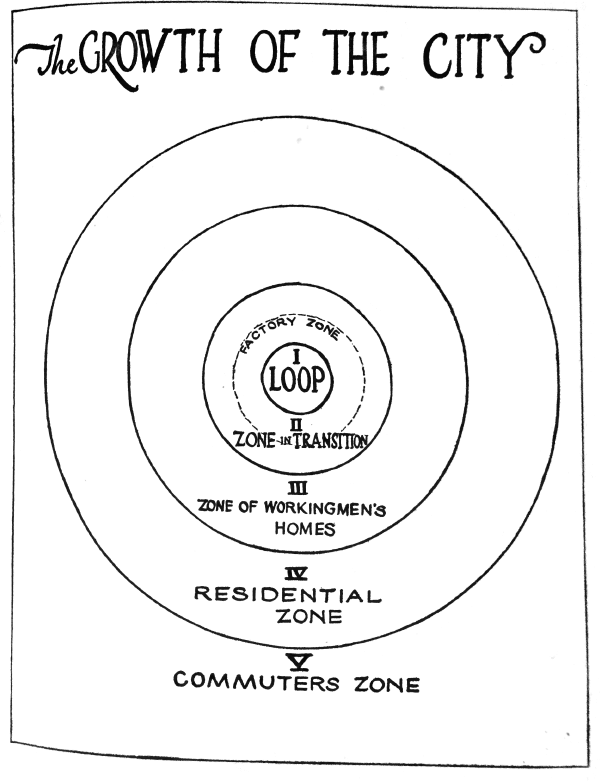 The GROWTH OF THE CITY
FACTORY ZONE
I
LOOP
II
ZONE IN TRANSITION
III
ZONE OF WORKINGMEN'S
HOMES
IV
RESIDENTIAL
ZONE
V
COMMUTERS ZONE